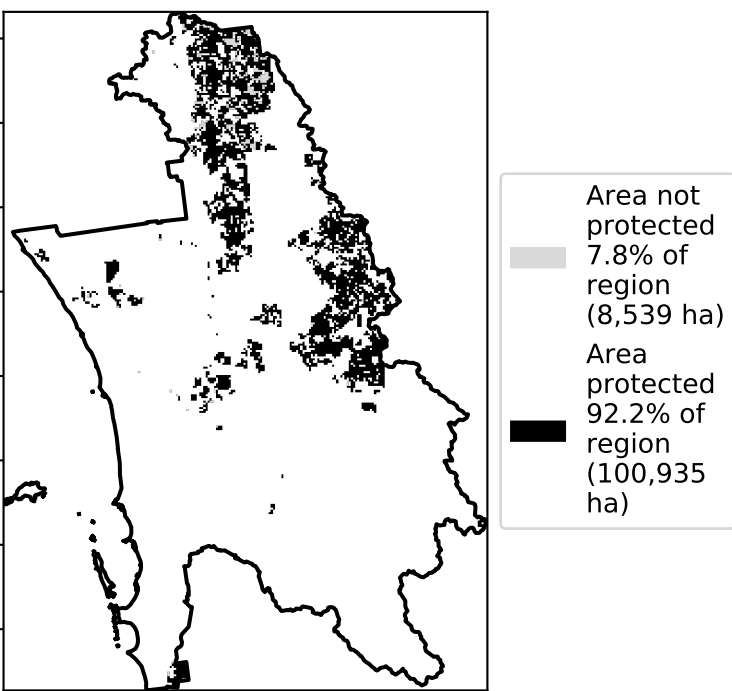 Area not
protected
7.8% of
region
(8,539 ha)
Area
protected
92.2% of
region
(100,935
ha)